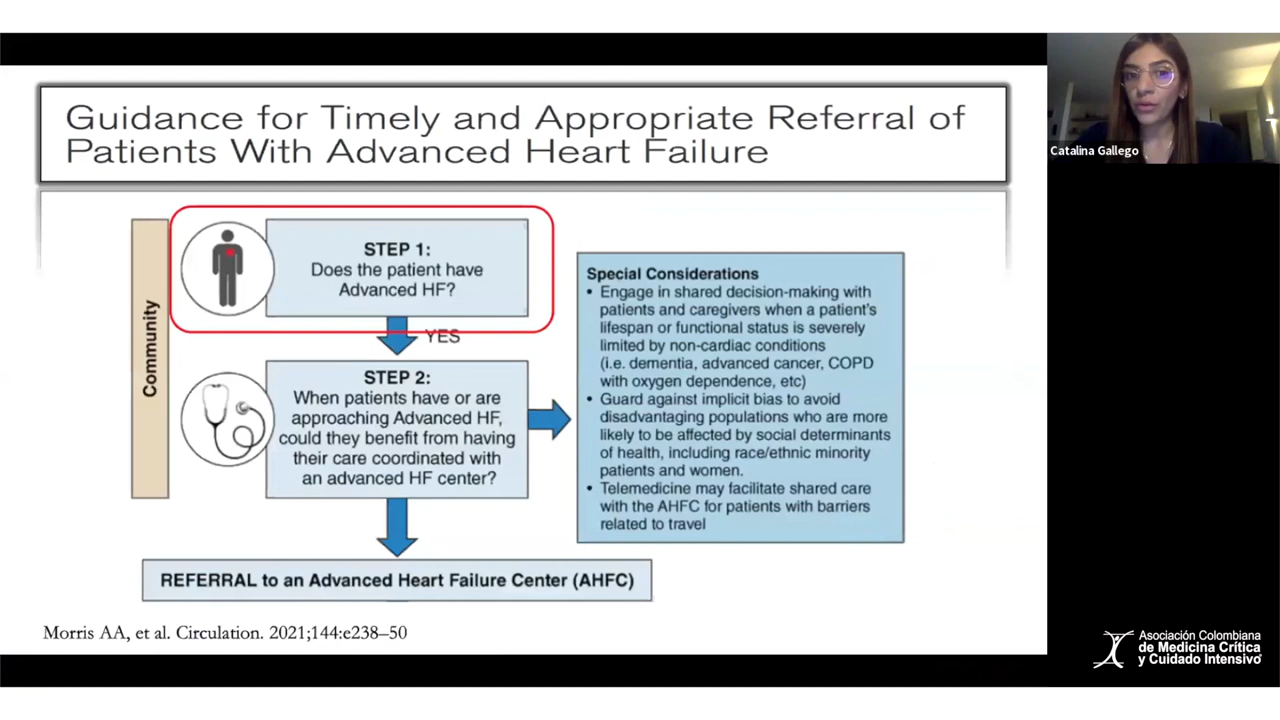 Guidance for Timely and Appropriate Referral of
Patients With Advanced Heart Failure
Catalina Gallego
Community
STEP 1:
Does the patient have
Advanced HF?
YES
STEP 2:
When patients have or are
approaching Advanced HF,
could they benefit from having
their care coordinated with
an advanced HF center?
Special Considerations
• Engage in shared decision-making with
patients and caregivers when a patient's
lifespan or functional status is severely
limited by non-cardiac conditions
(i.e. dementia, advanced cancer, COPD
with oxygen dependence, etc)
• Guard against implicit bias to avoid
disadvantaging populations who are more
likely to be affected by social determinants
of health, including race/ethnic minority
patients and women.
• Telemedicine may facilitate shared care
with the AHFC for patients with barriers
related to travel
REFERRAL to an Advanced Heart Failure Center (AHFC)
Morris AA, et al. Circulation. 2021;144:e238–50
Asociación Colombiana
de Medicina Crítica
y Cuidado Intensivo